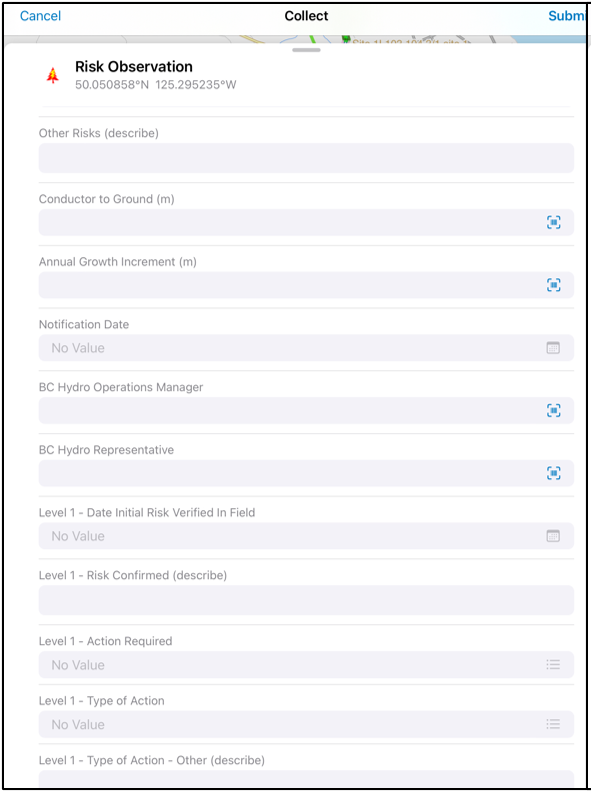 Cancel
Collect
Subm
Risk Observation
50.050858°N 125.295235°W
Other Risks (describe)
Conductor to Ground (m)
Annual Growth Increment (m)
Notification Date
No Value
BC Hydro Operations Manager
BC Hydro Representative
Level 1 - Date Initial Risk Verified In Field
No Value
Level 1 - Risk Confirmed (describe)
Level 1 - Action Required
No Value
Level 1 - Type of Action
No Value
Level 1 - Type of Action - Other (describe)